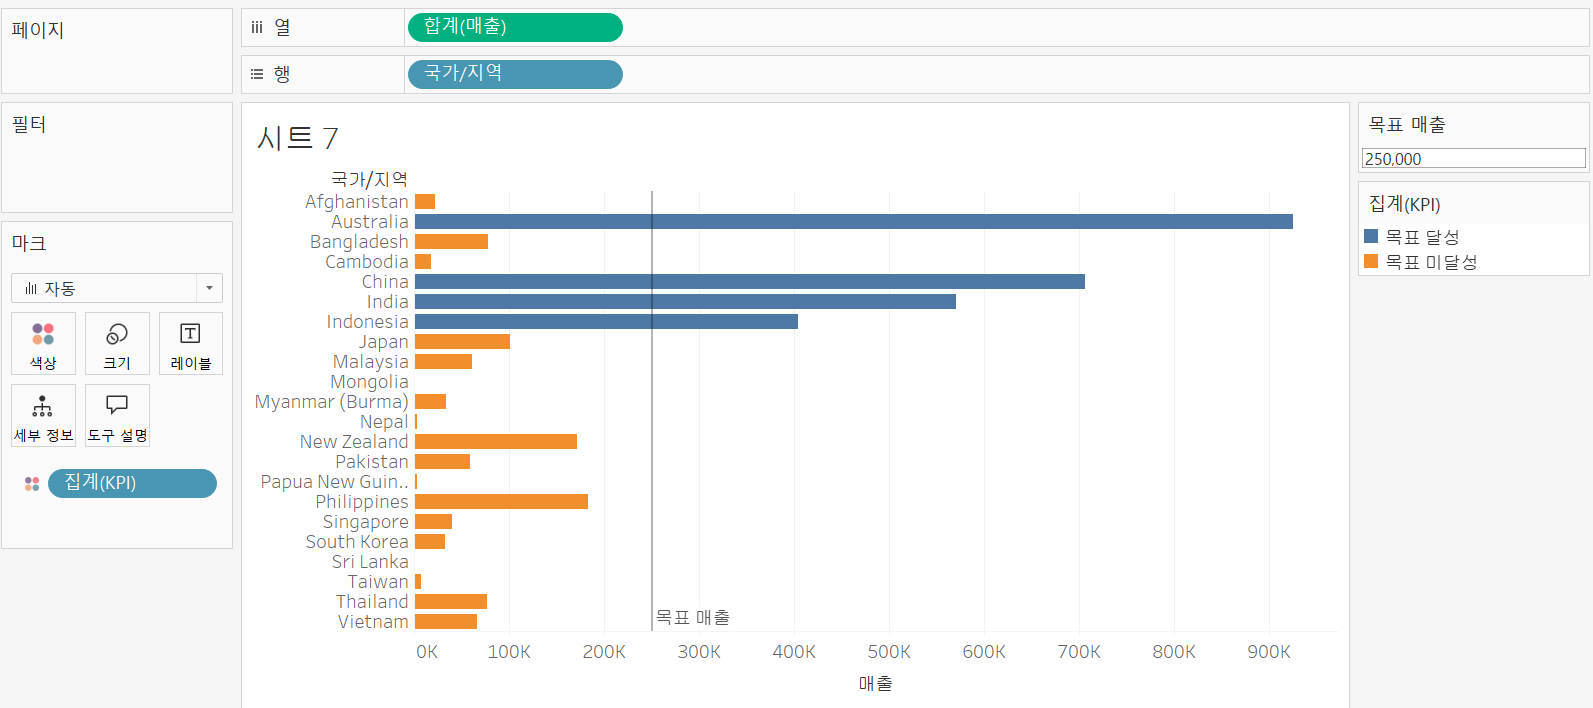 페이지
열
합계(매출)
행
국가/지역
필터
마크
자동
색상
크기
레이블
세부 정보
도구 설명
집계(KPI)
시트 7
국가/지역
Afghanistan
Australia
Bangladesh
Cambodia
China
India
Indonesia
Japan
Malaysia
Mongolia
Myanmar (Burma)
Nepal
New Zealand
Pakistan
Papua New Guin..
Philippines
Singapore
South Korea
Sri Lanka
Taiwan
Thailand
Vietnam
목표 매출
0K 100K 200K 300K 400K 500K 600K 700K 800K 900K
매출
목표 매출
250,000
집계(KPI)
목표 달성
목표 미달성